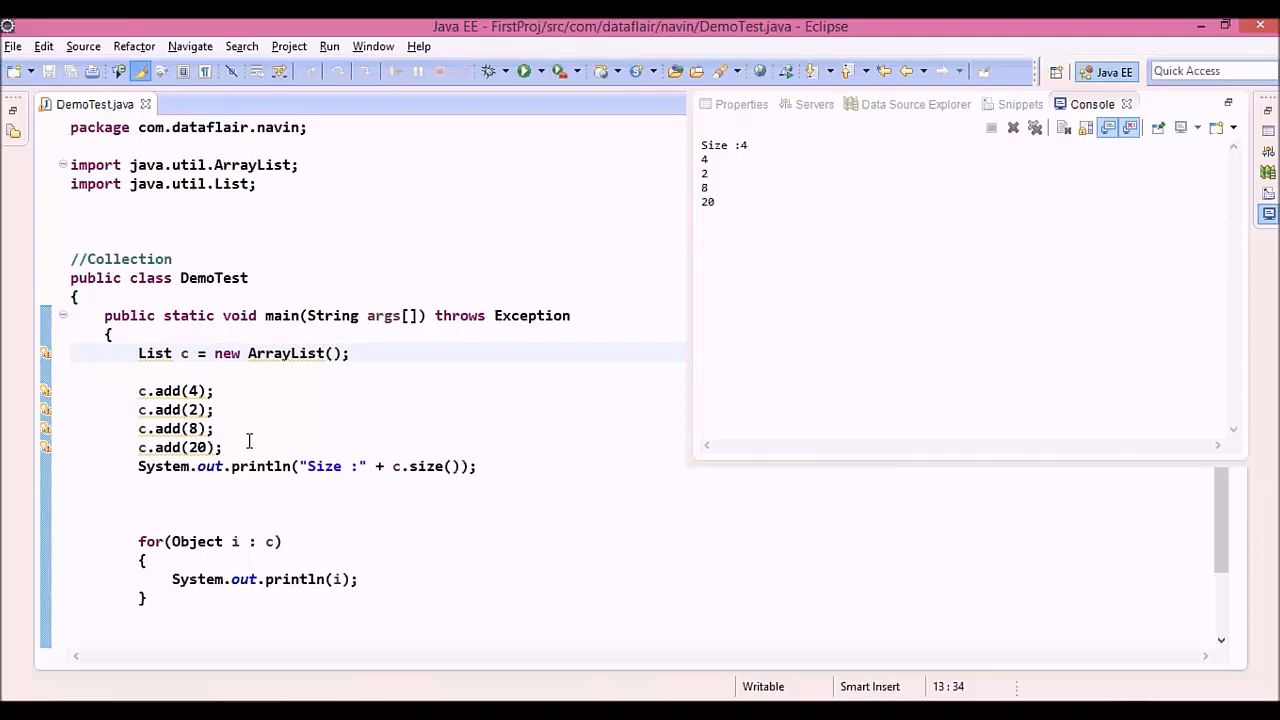 Java EE - FirstProj/src/com/dataflair/navin/DemoTest.java - Eclipse
File Edit Source Refactor Navigate Search Project Run Window Help
Java EE
Quick Access
DemoTest.java
package com.dataflair.navin;
import java.util.ArrayList;
import java.util.List;
//Collection
public class DemoTest
{
public static void main(String args[]) throws Exception
{
List c = new ArrayList();
c.add(4);
c.add(2);
c.add(8);
c.add(20);
System.out.println("Size :" + c.size());
for(Object i : c)
{
System.out.println(i);
}
Properties Servers Data Source Explorer Snippets Console
Size :4
4
2
8
20
Writable Smart Insert 13 : 34